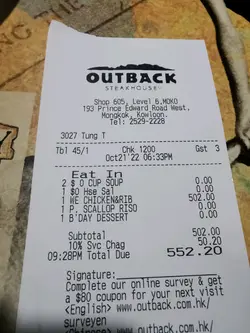 OUTBACK
STEAKHOUSE
Shop 605, Level 6,MOKO
193 Prince Edward Road West,
Mongkok, Kowloon.
Tel: 2529-2228
3027 Tung T
Tbl 45/1 Chk 1200 Gst 3
Oct21'22 06:33PM
Eat In
2 $ 0 CUP SOUP 0.00
1 $0 Hse Sal 0.00
1 WE CHICKEN&RIB 502.00
1 P. SCALLOP RISO 0.00
1 B'DAY DESSERT 0.00
Subtotal 502.00
10% Svc Chag 50.20
09:28PM Total Due 552.20
Signature:
Complete our online survey & get
a $80 coupon for your next visit
<English> www.outback.com.hk/
surveyen
www.outback.com.hk/